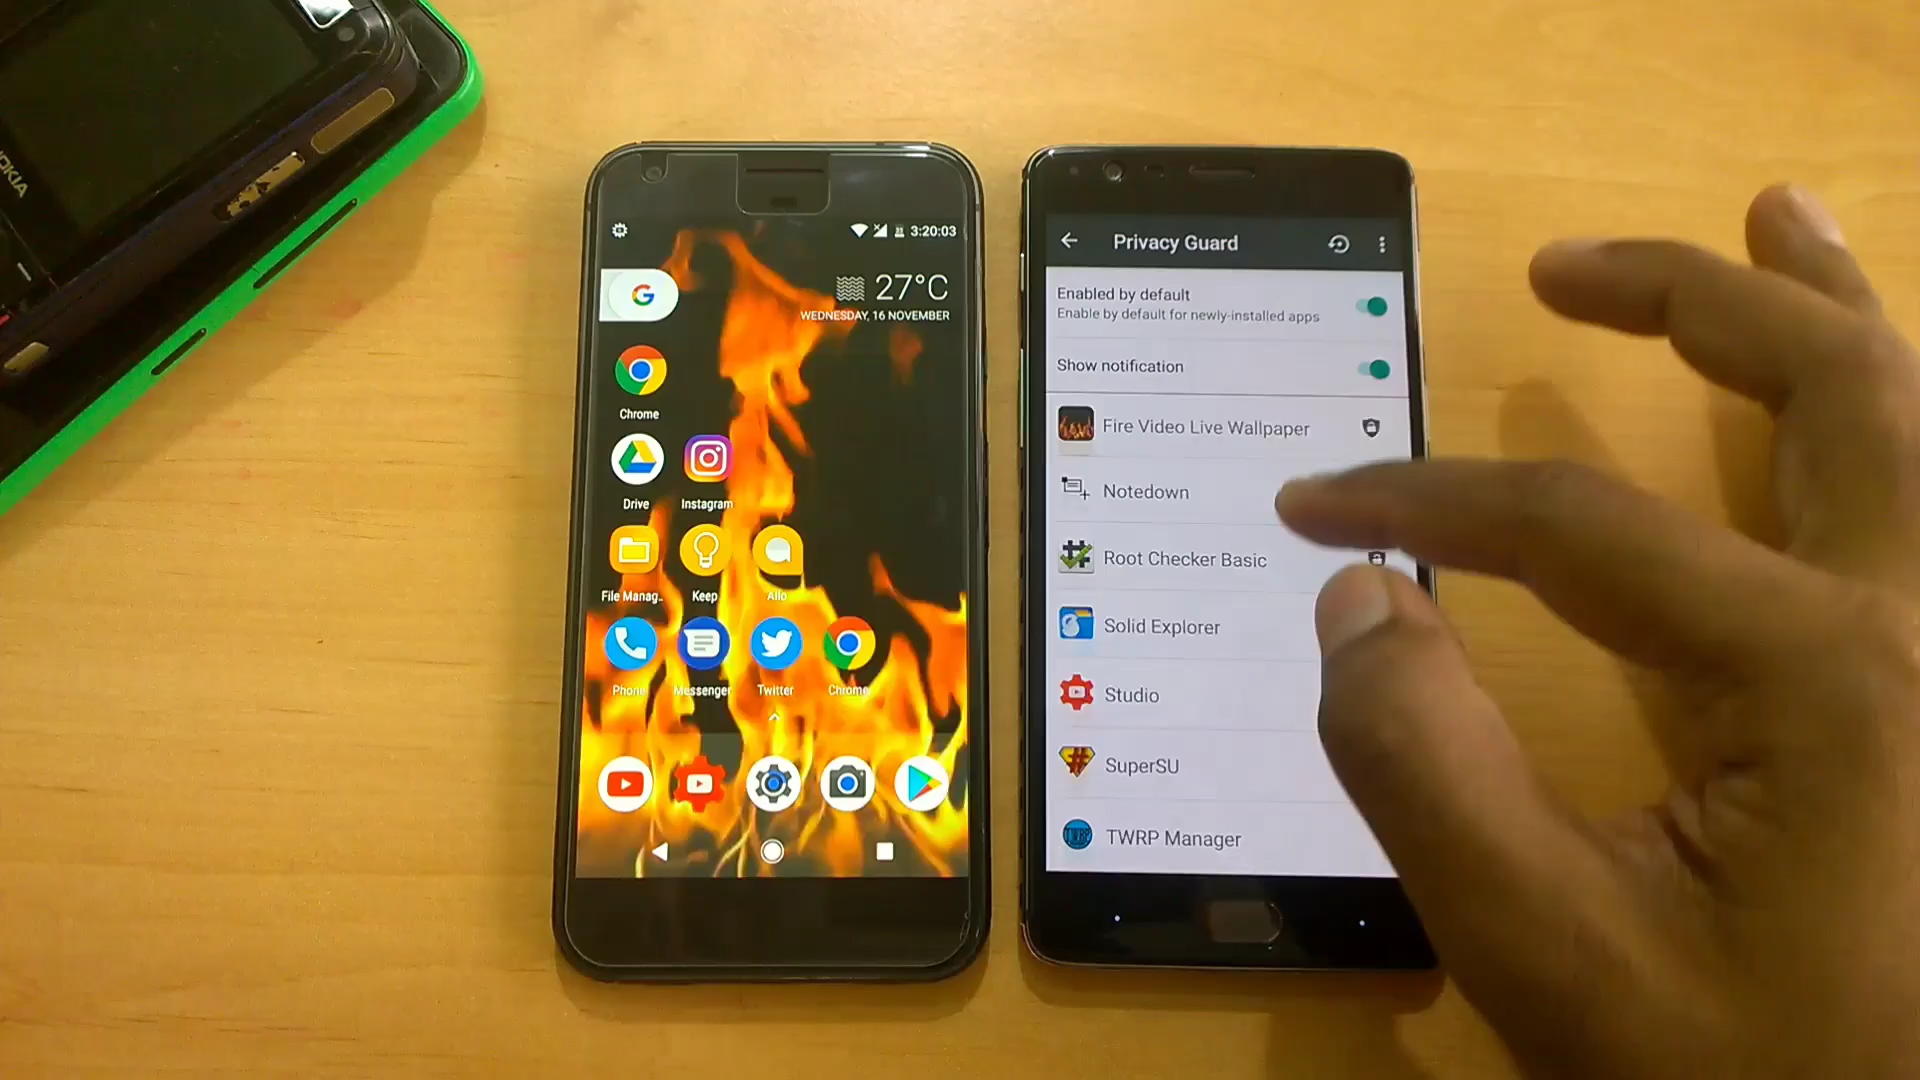 NOKIA
3:20:03
27°C
WEDNESDAY, 16 NOVEMBER
Chrome
Drive
Instagram
File Manag..
Keep
Allo
Phone
Messenger
Twitter
Chrome
Privacy Guard
Enabled by default
Enable by default for newly-installed apps
Show notification
Fire Video Live Wallpaper
Notedown
Root Checker Basic
Solid Explorer
Studio
SuperSU
TWRP
TWRP Manager